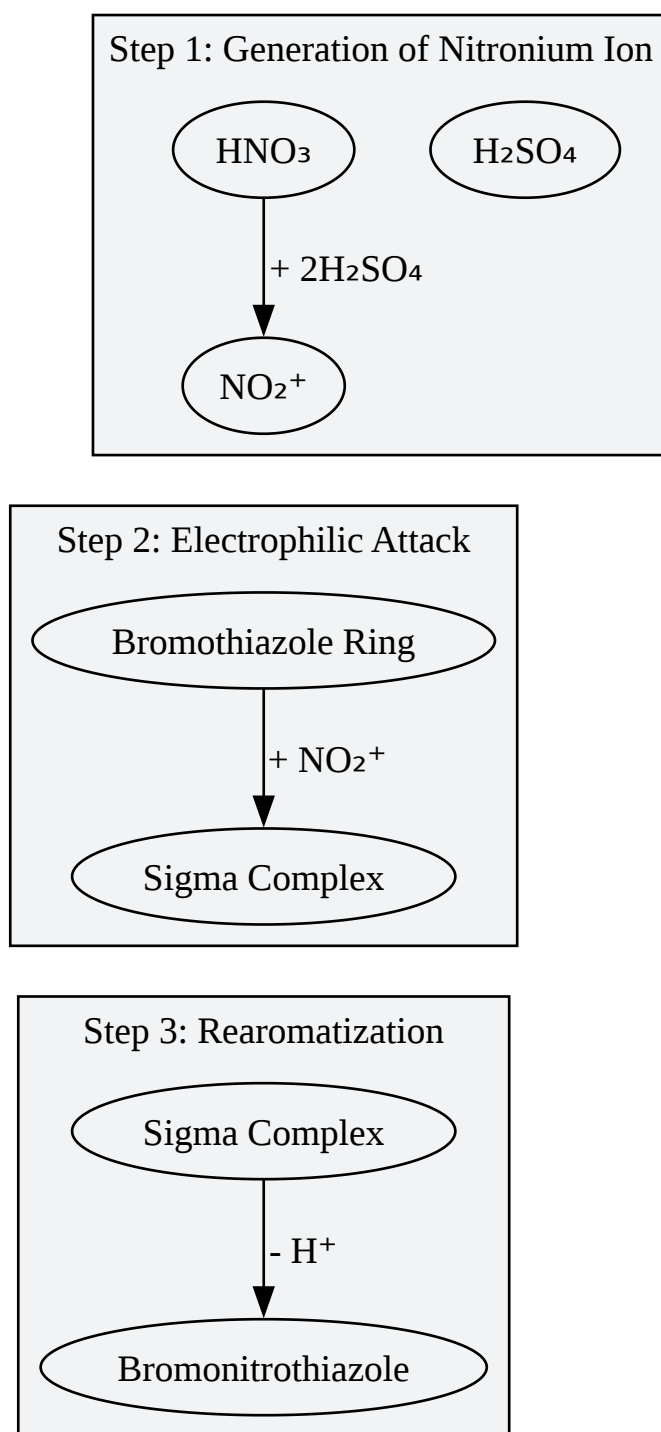 Step 1: Generation of Nitronium Ion
HNO₃
H₂SO₄
+ 2H₂SO₄
NO₂⁺
Step 2: Electrophilic Attack
Bromothiazole Ring
+ NO₂⁺
Sigma Complex
Step 3: Rearomatization
Sigma Complex
- H⁺
Bromonitrothiazole